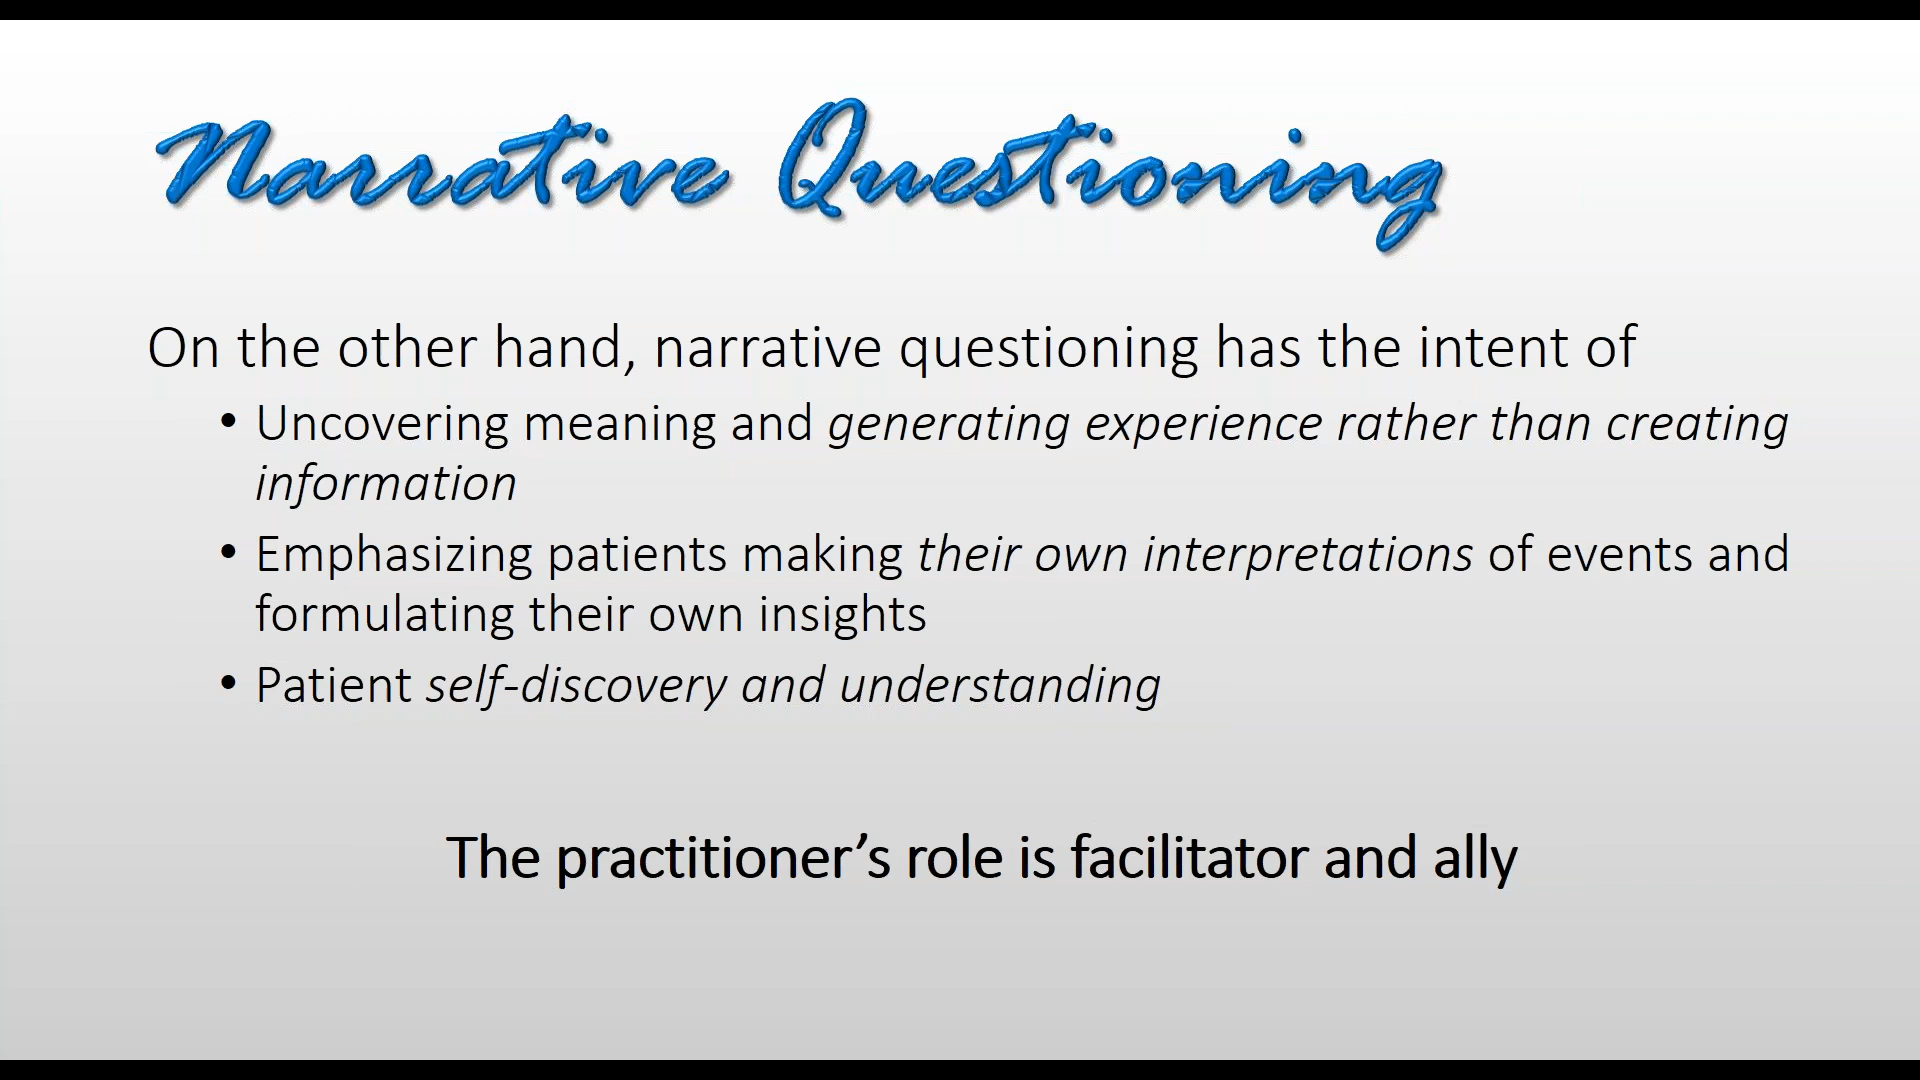 Narrative Questioning
On the other hand, narrative questioning has the intent of
• Uncovering meaning and generating experience rather than creating
information
• Emphasizing patients making their own interpretations of events and
formulating their own insights
• Patient self-discovery and understanding
The practitioner’s role is facilitator and ally